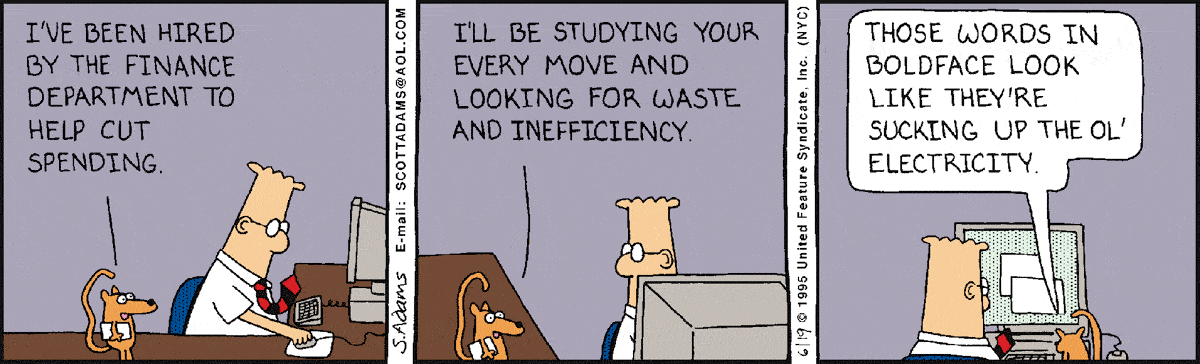 I'VE BEEN HIRED
BY THE FINANCE
DEPARTMENT TO
HELP CUT
SPENDING.
S.Adams E-mail: SCOTTADAMS@AOL.COM
I'LL BE STUDYING YOUR
EVERY MOVE AND
LOOKING FOR WASTE
AND INEFFICIENCY.
6/19 © 1995 United Feature Syndicate, Inc. (NYC)
THOSE WORDS IN
BOLDFACE LOOK
LIKE THEY'RE
SUCKING UP THE OL'
ELECTRICITY.